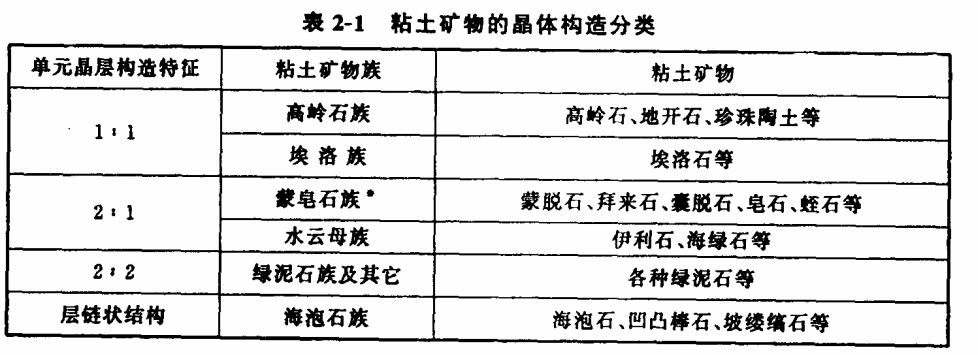 表 2-1 粘土矿物的晶体构造分类
单元晶层构造特征 粘土矿物族 粘土矿物
1:1 高岭石族 高岭石、地开石、珍珠陶土等
埃洛族 埃洛石等
2:1 蒙皂石族* 蒙脱石、拜来石、囊脱石、皂石、蛭石等
水云母族 伊利石、海绿石等
2:2 绿泥石族及其它 各种绿泥石等
层链状结构 海泡石族 海泡石、凹凸棒石、坡缕缟石等